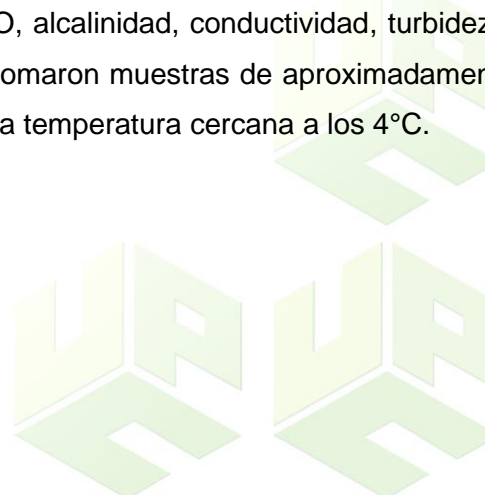 O, alcalinidad, conductividad, turbidez
omaron muestras de aproximadamen
a temperatura cercana a los 4°C.